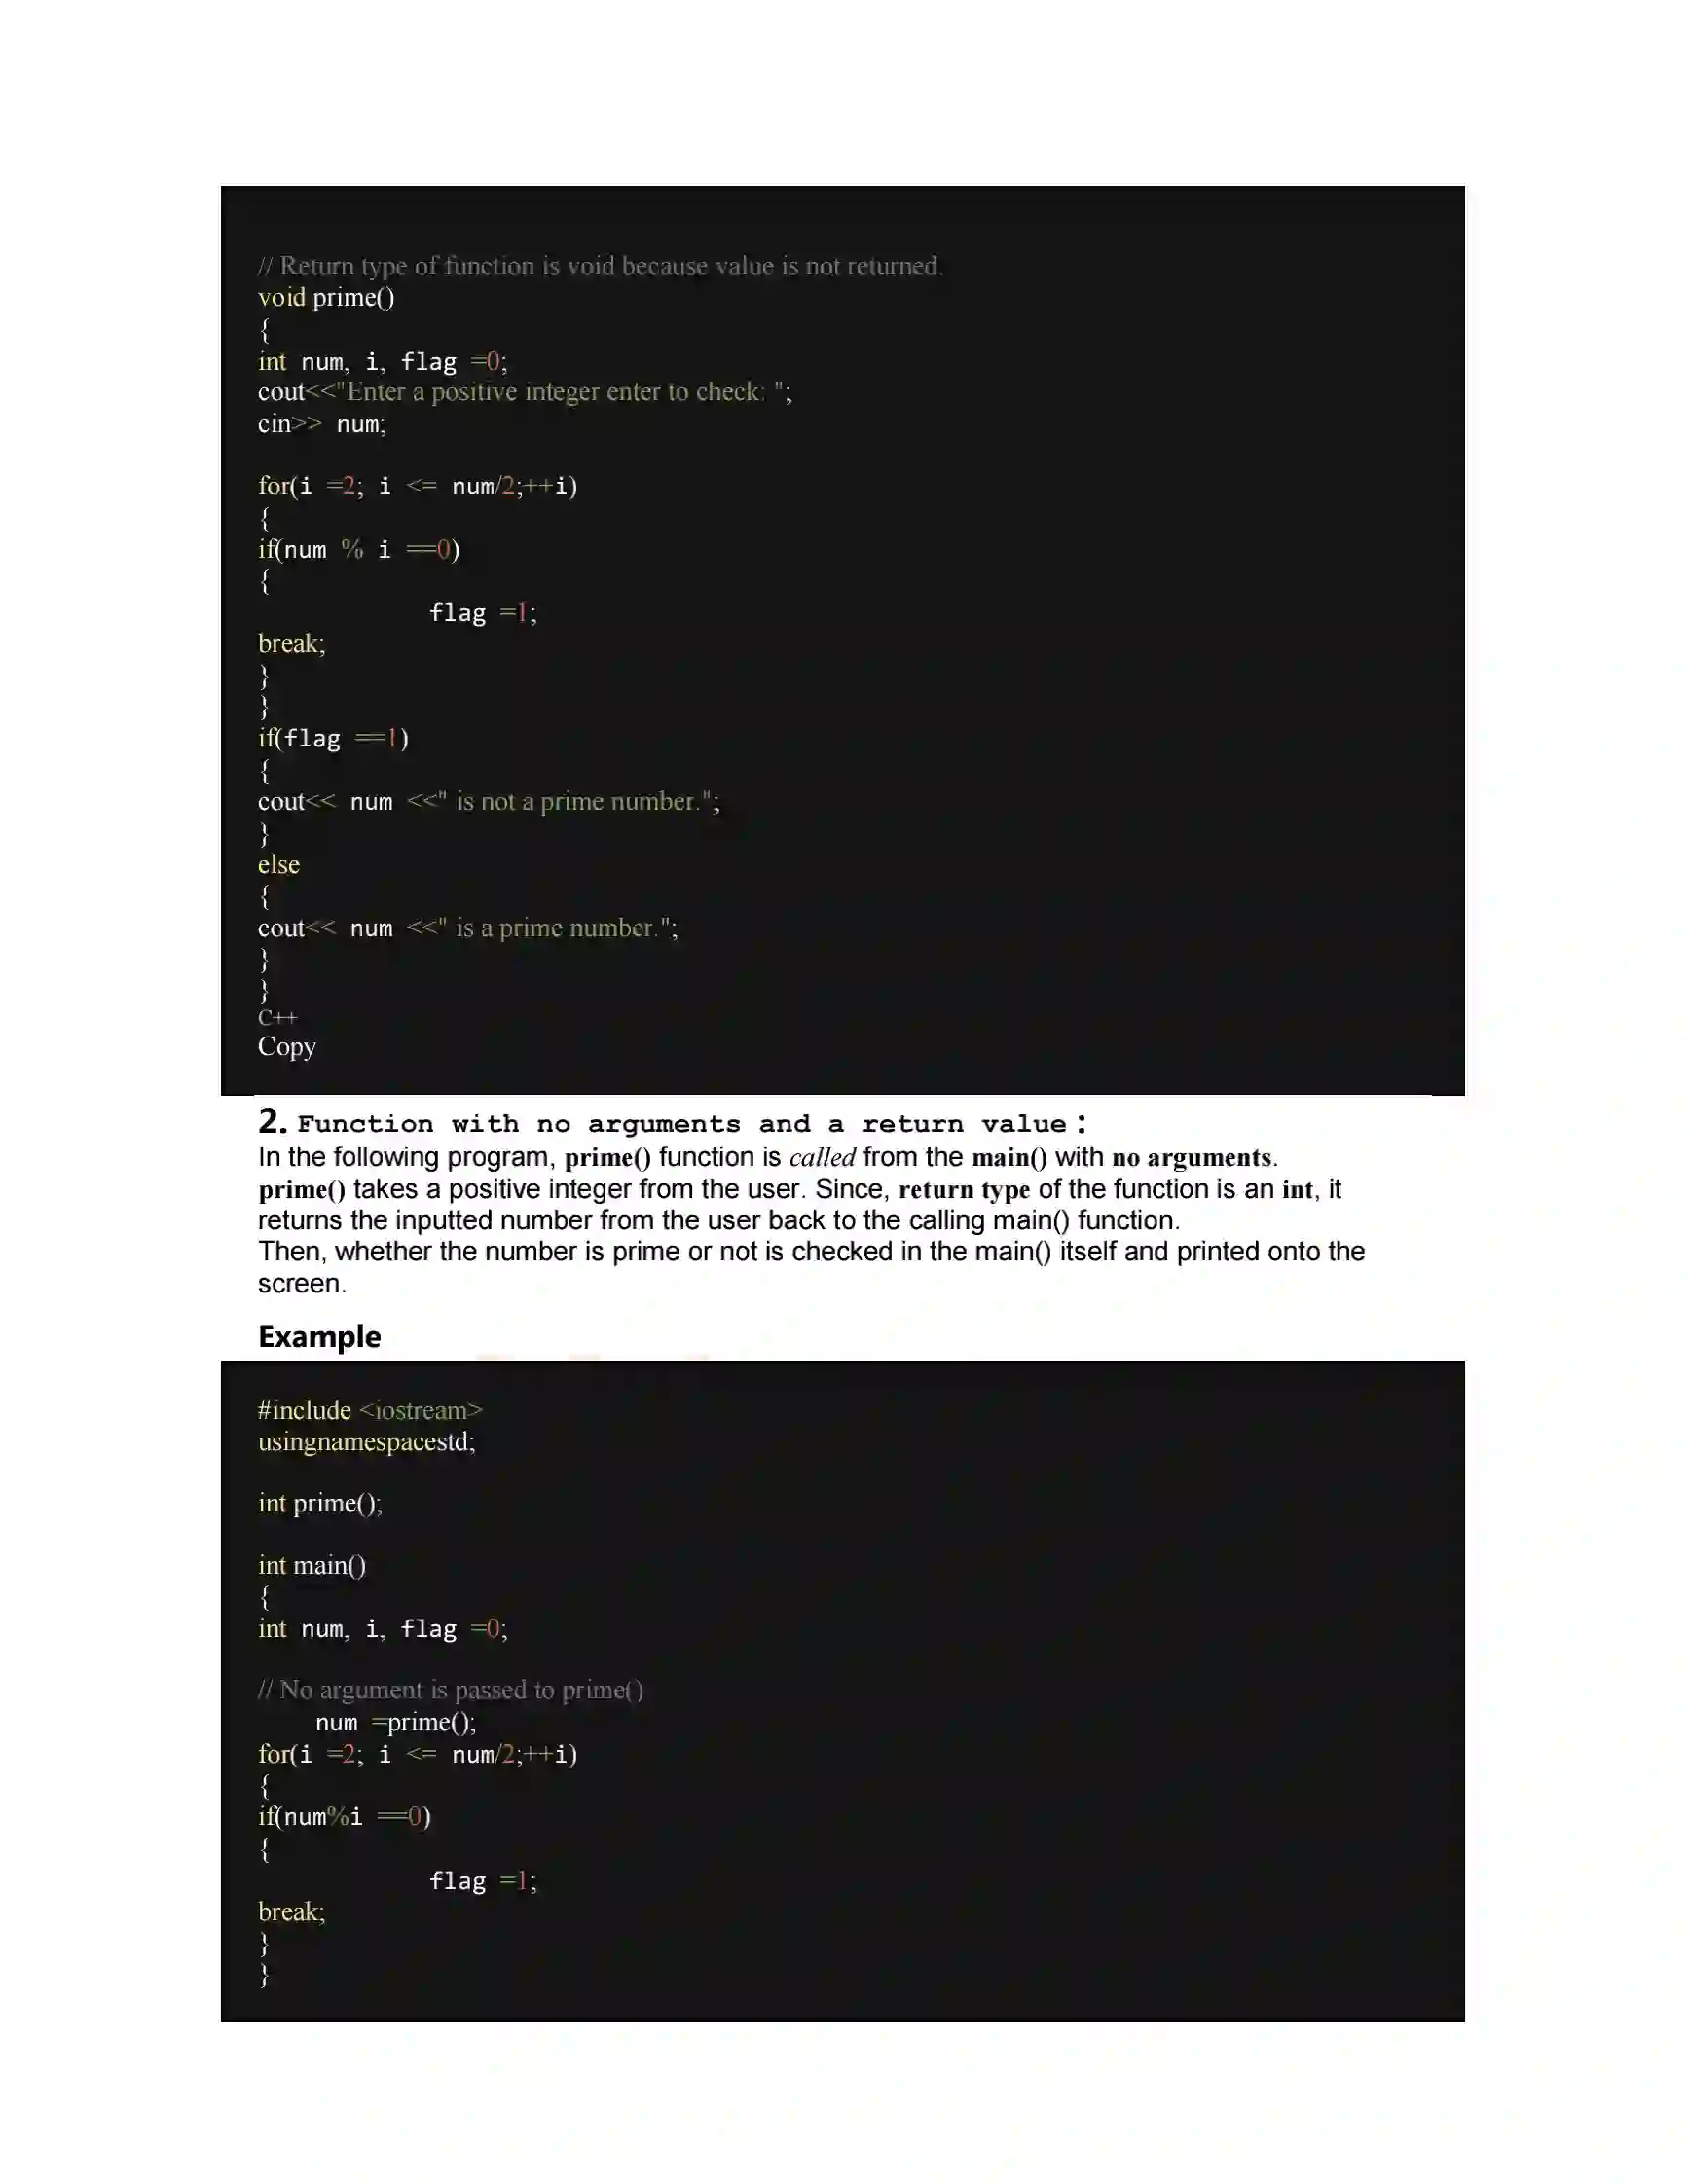 // Return type of function is void because value is not returned.
void prime()
{
int num, i, flag =0;
cout<<"Enter a positive integer enter to check: ";
cin>> num;
for(i =2; i <= num/2;++i)
{
if(num % i ==0)
{
flag =1;
break;
}
}
if(flag ==1)
{
cout<< num <<" is not a prime number.";
}
else
{
cout<< num <<" is a prime number.";
}
}
C++
Copy
2. Function with no arguments and a return value :
In the following program, prime() function is called from the main() with no arguments.
prime() takes a positive integer from the user. Since, return type of the function is an int, it
returns the inputted number from the user back to the calling main() function.
Then, whether the number is prime or not is checked in the main() itself and printed onto the
screen.
Example
#include <iostream>
usingnamespacestd;
int prime();
int main()
{
int num, i, flag =0;
// No argument is passed to prime()
num =prime();
for(i =2; i <= num/2;++i)
{
if(num%i ==0)
{
flag =1;
break;
}
}